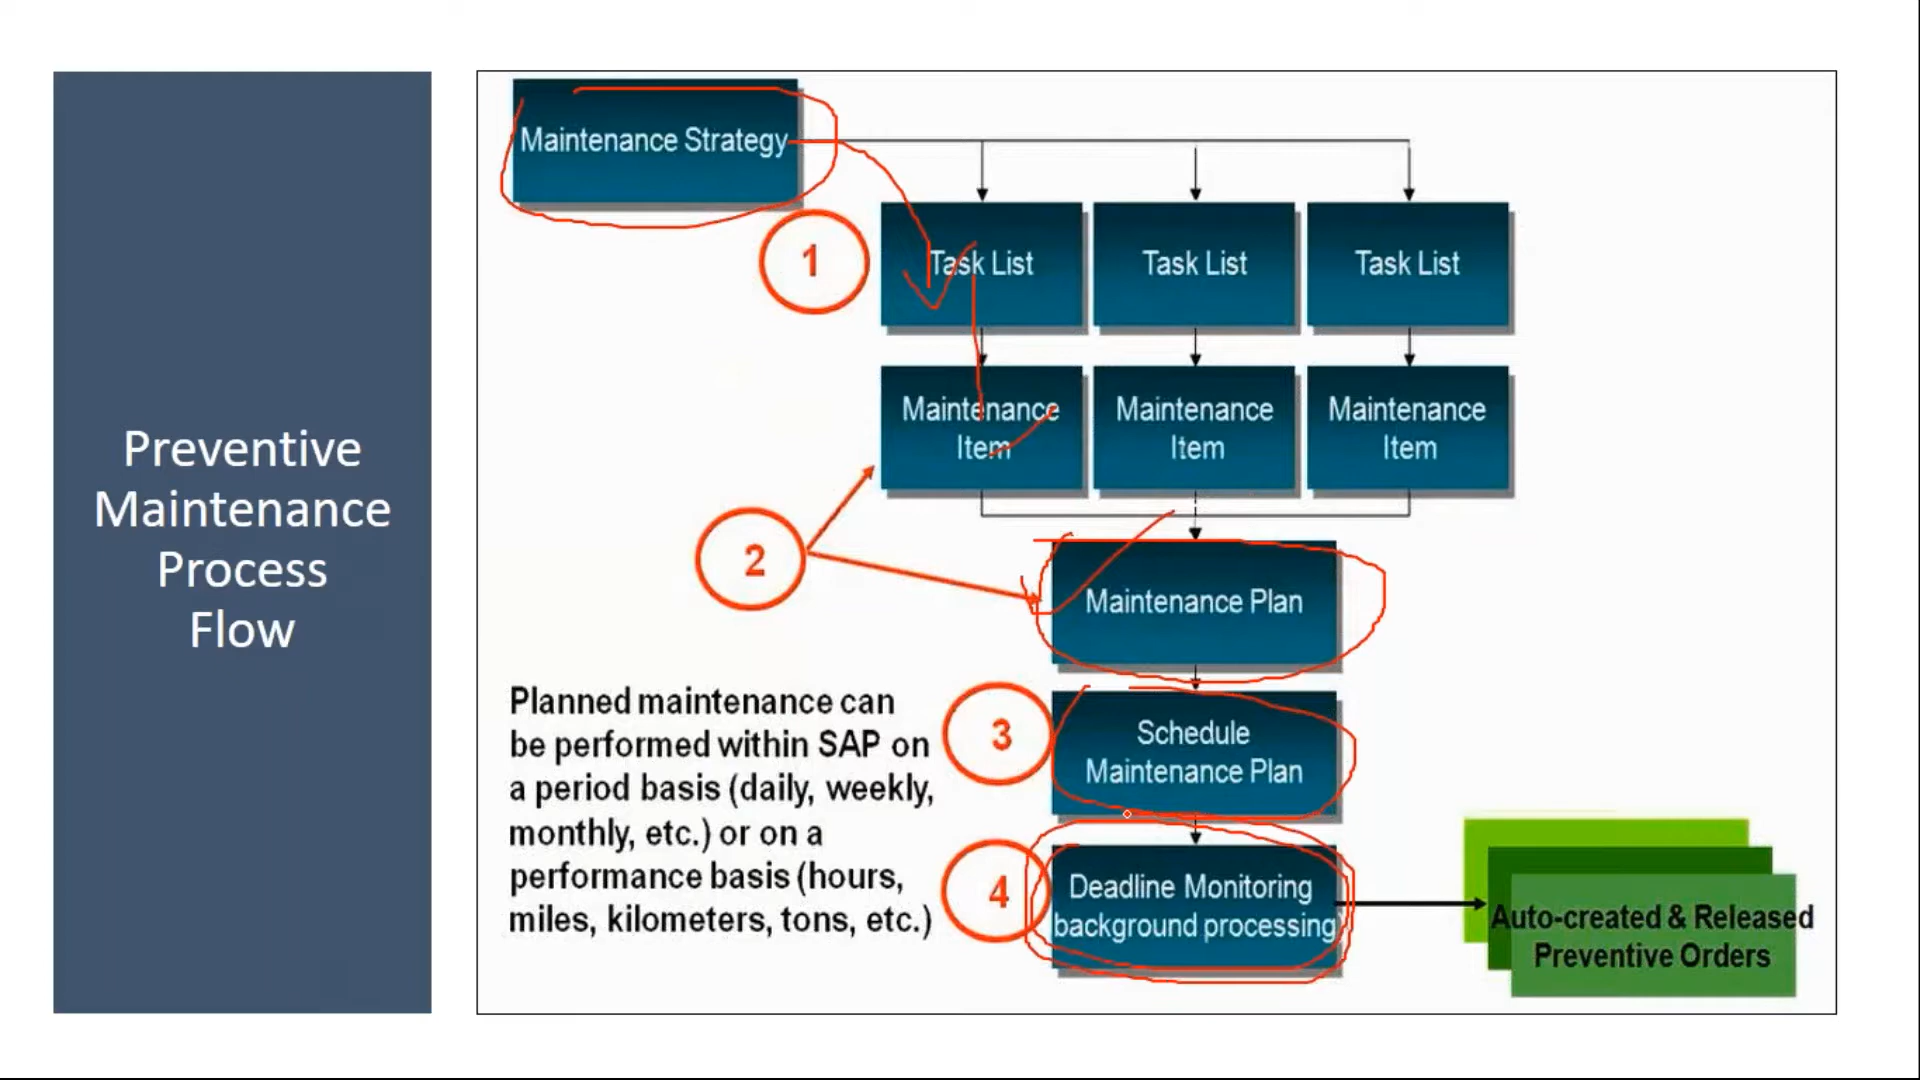 Preventive
Maintenance
Process
Flow
Maintenance Strategy
1
Task List
Task List
Task List
Maintenance
Item
Maintenance
Item
Maintenance
Item
2
Maintenance Plan
Planned maintenance can
be performed within SAP on
a period basis (daily, weekly,
monthly, etc.) or on a
performance basis (hours,
miles, kilometers, tons, etc.)
3
Schedule
Maintenance Plan
4
Deadline Monitoring
background processing
Auto-created & Released
Preventive Orders